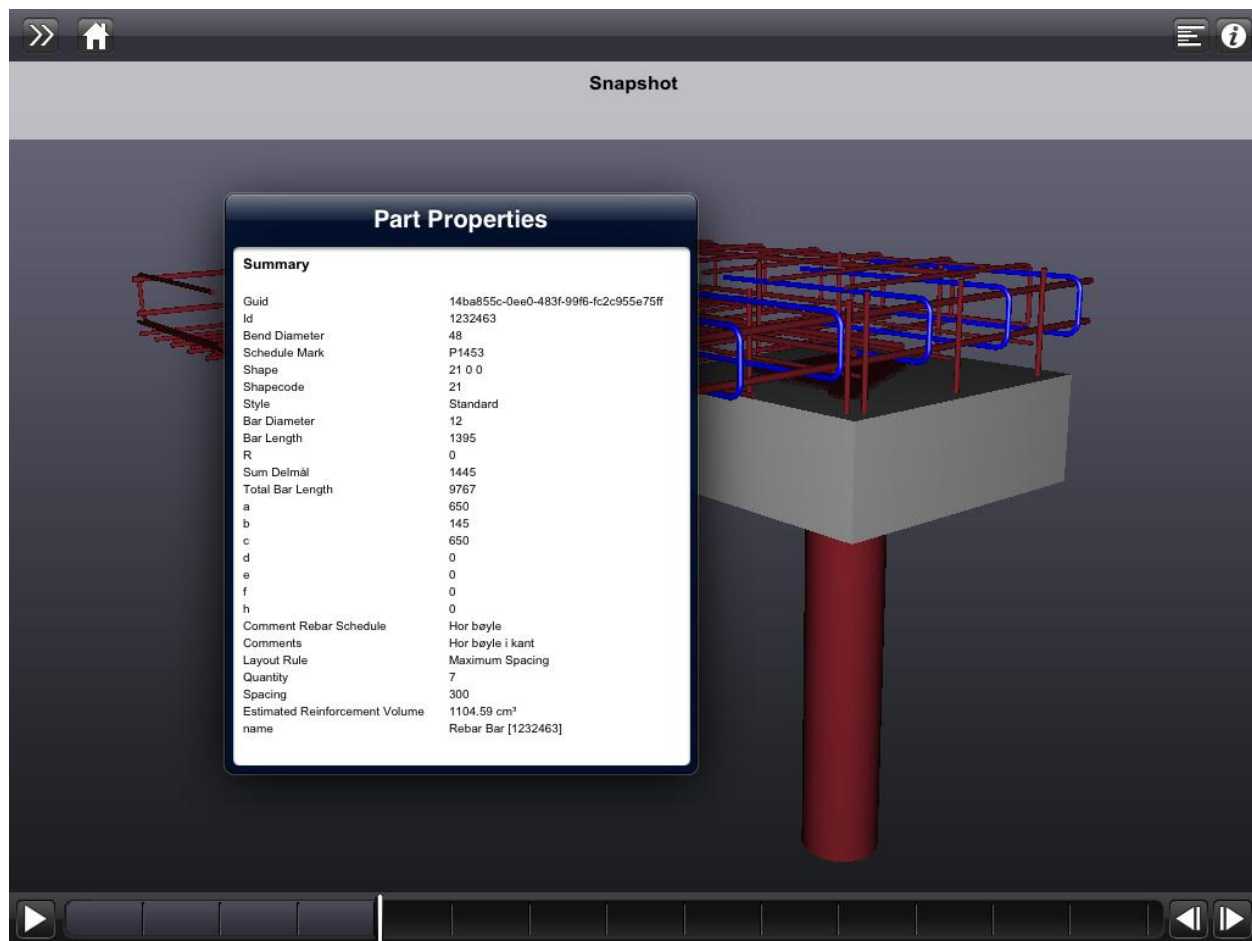 Snapshot
Part Properties
Summary
Guid 14ba855c-0ee0-483f-99f6-fc2c955e75ff
Id 1232463
Bend Diameter 48
Schedule Mark P1453
Shape 21 0 0
Shapecode 21
Style Standard
Bar Diameter 12
Bar Length 1395
R 0
Sum Delmål 1445
Total Bar Length 9767
a 650
b 145
c 650
d 0
e 0
f 0
h 0
Comment Rebar Schedule Hor bøyle
Comments Hor bøyle i kant
Layout Rule Maximum Spacing
Quantity 7
Spacing 300
Estimated Reinforcement Volume 1104.59 cm³
name Rebar Bar [1232463]